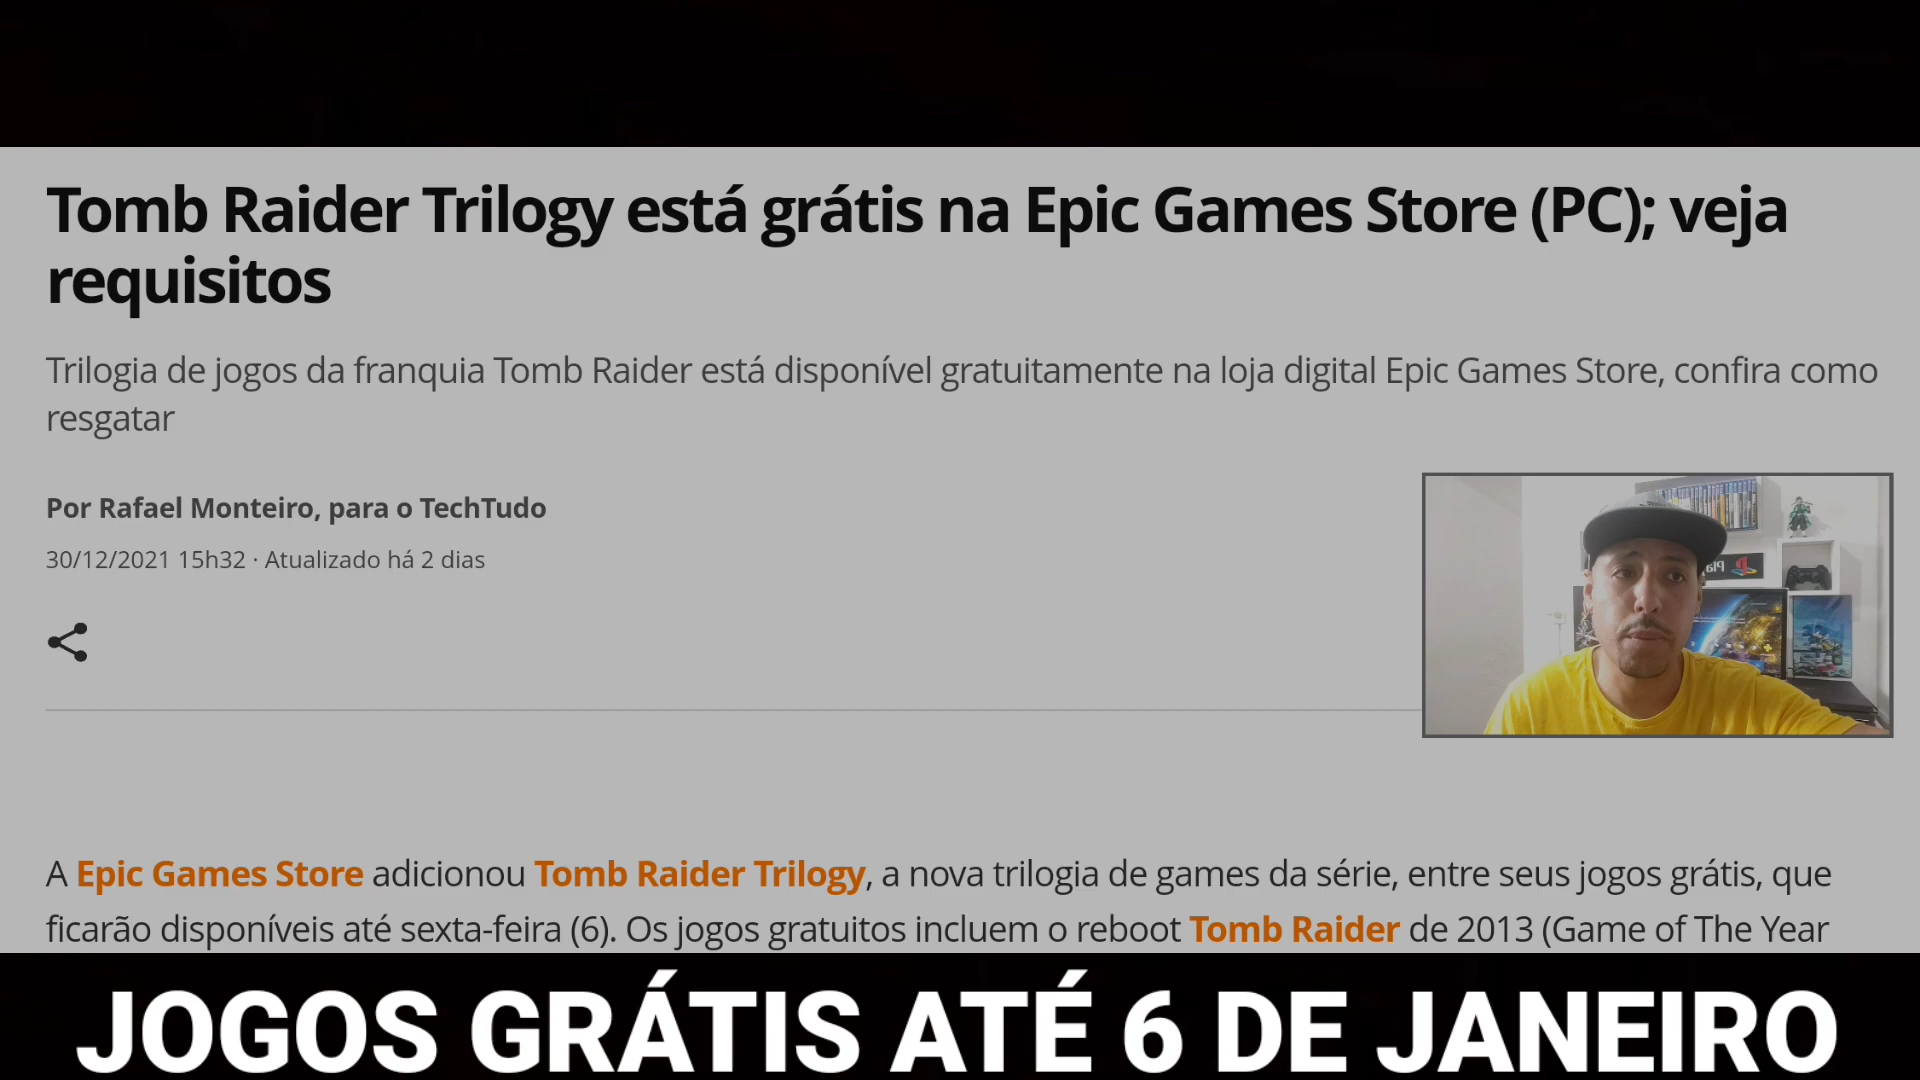 Tomb Raider Trilogy está grátis na Epic Games Store (PC); veja
requisitos
Trilogia de jogos da franquia Tomb Raider está disponível gratuitamente na loja digital Epic Games Store, confira como
resgatar
Por Rafael Monteiro, para o TechTudo
30/12/2021 15h32 · Atualizado há 2 dias
A Epic Games Store adicionou Tomb Raider Trilogy, a nova trilogia de games da série, entre seus jogos grátis, que
ficarão disponíveis até sexta-feira (6). Os jogos gratuitos incluem o reboot Tomb Raider de 2013 (Game of The Year
JOGOS GRÁTIS ATÉ 6 DE JANEIRO